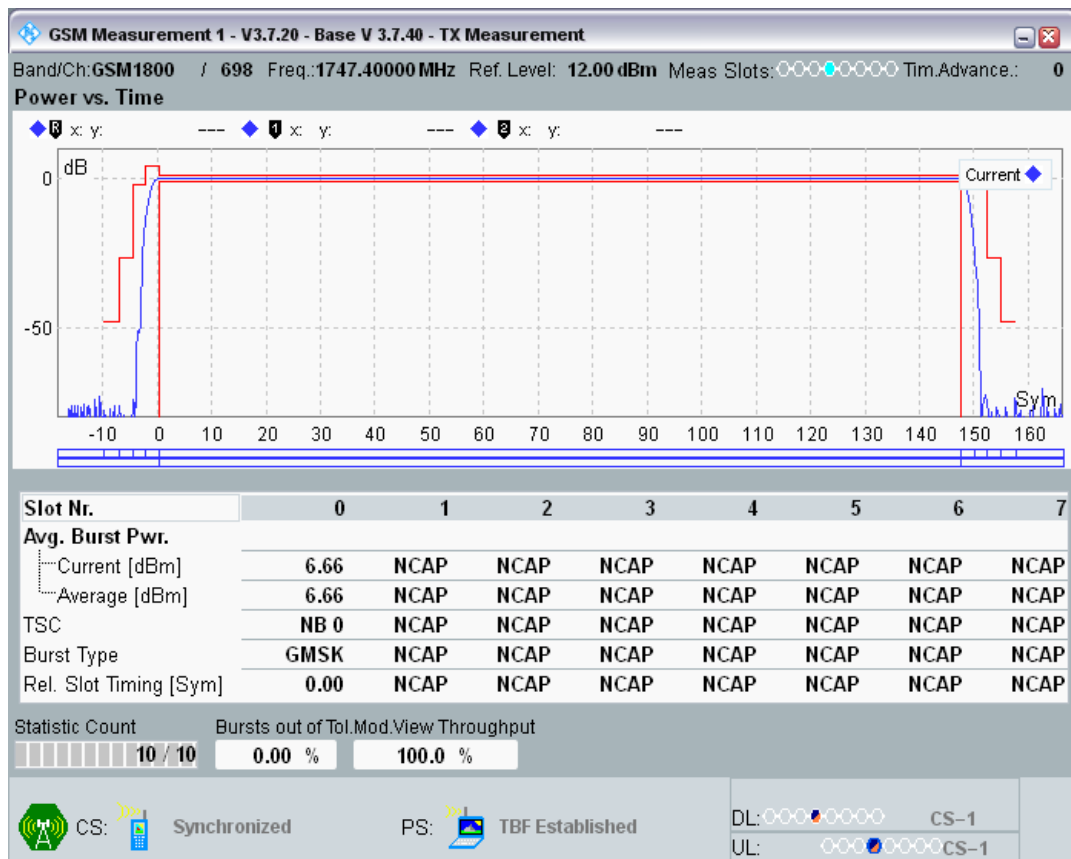 GSM Measurement 1 - V3.7.20 - Base V 3.7.40 - TX Measurement
Band/Ch:GSM1800 / 698 Freq.:1747.40000 MHz Ref. Level: 12.00 dBm Meas Slots: Tim.Advance.: 0
Power vs. Time
R x: y: --- 1 x: y: --- 2 x: y: ---
dB
Current
0
-50
Sym
-10 0 10 20 30 40 50 60 70 80 90 100 110 120 130 140 150 160
Slot Nr. 0 1 2 3 4 5 6 7
Avg. Burst Pwr.
Current [dBm] 6.66 NCAP NCAP NCAP NCAP NCAP NCAP NCAP
Average [dBm] 6.66 NCAP NCAP NCAP NCAP NCAP NCAP NCAP
TSC NB 0 NCAP NCAP NCAP NCAP NCAP NCAP NCAP
Burst Type GMSK NCAP NCAP NCAP NCAP NCAP NCAP NCAP
Rel. Slot Timing [Sym] 0.00 NCAP NCAP NCAP NCAP NCAP NCAP NCAP
Statistic Count Bursts out of Tol. Mod.View Throughput
10 / 10 0.00 % 100.0 %
CS: Synchronized PS: TBF Established
DL: CS-1
UL: CS-1